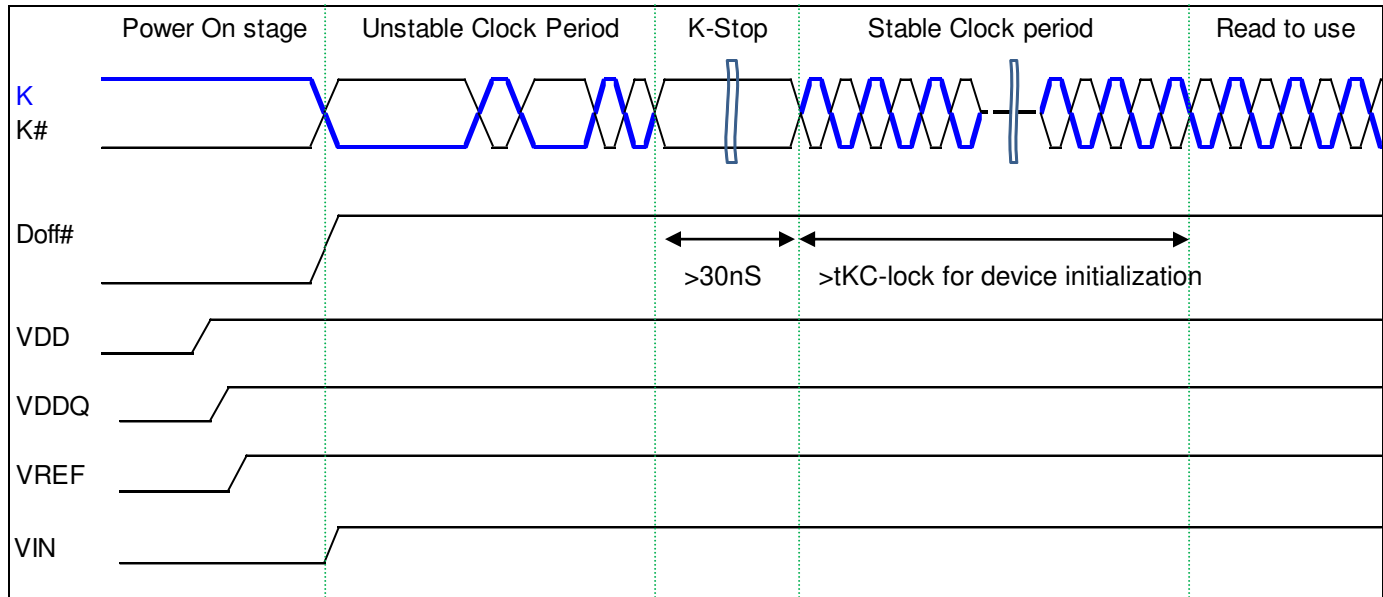 Power On stage
Unstable Clock Period
K-Stop
Stable Clock period
Read to use
K
K#
Doff#
>30nS
>tKC-lock for device initialization
VDD
VDDQ
VREF
VIN